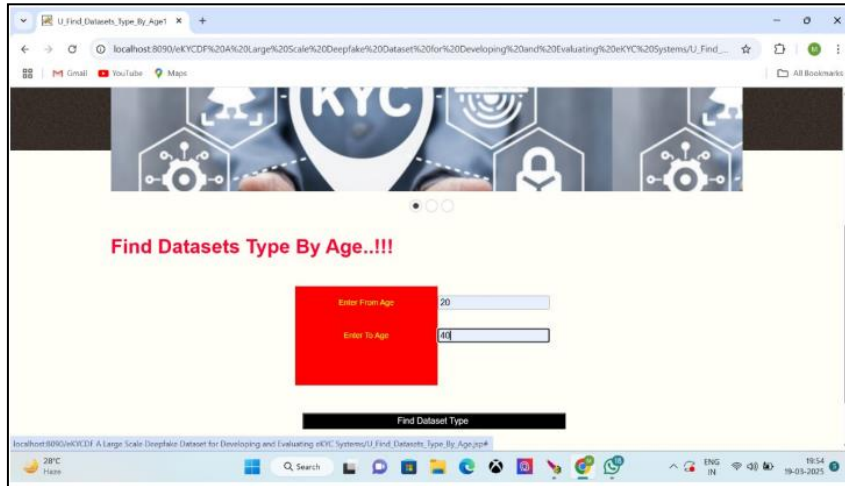 U_Find_Datasets_Type_By_Age1
localhost:8090/eKYCDF%20A%20Large%20Scale%20Deepfake%20Dataset%20for%20Developing%20and%20Evaluating%20eKYC%20Systems/U_Find_...
M
Gmail
YouTube
Maps
All Bookmarks
KYC
Find Datasets Type By Age..!!!
Enter From Age
20
Enter To Age
40
Find Dataset Type
localhost:8090/eKYCDF A Large Scale Deepfake Dataset for Developing and Evaluating eKYC Systems/U_Find_Datasets_Type_By_Age.jsp#
28°C
Haze
Search
ENG
IN
19:54
19-03-2025